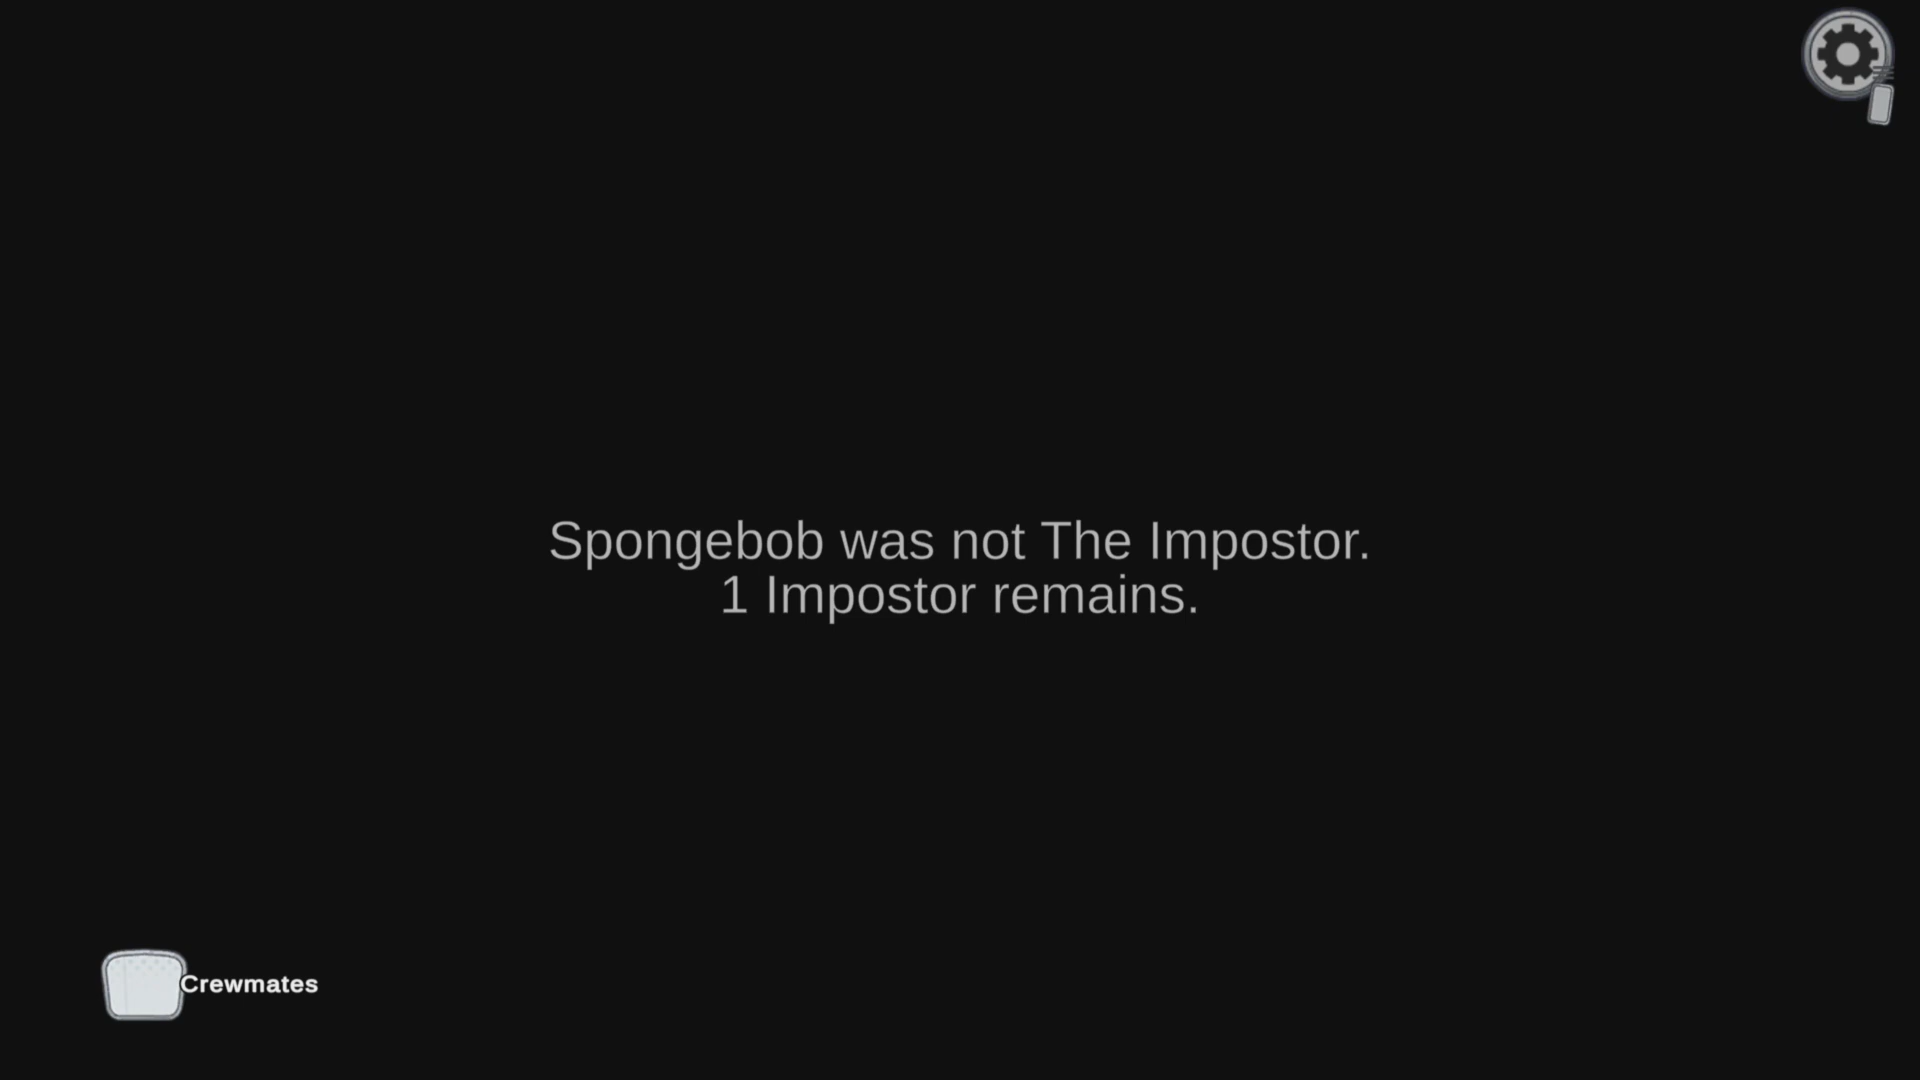 Spongebob was not The Impostor.
1 Impostor remains.
Crewmates